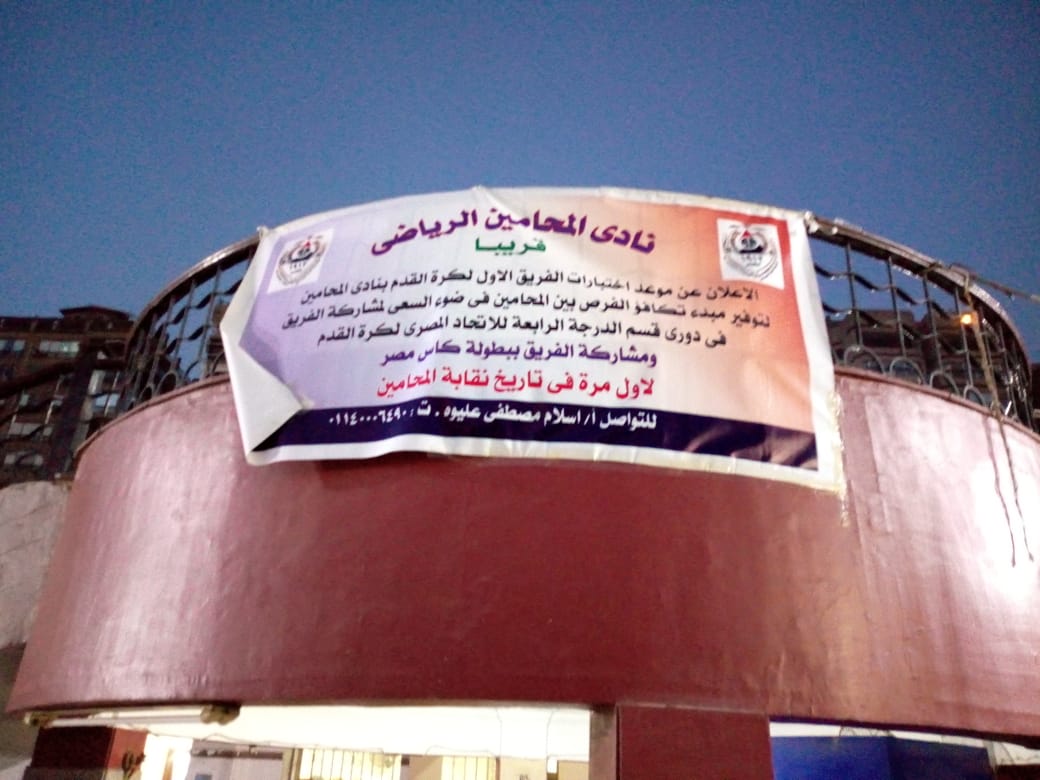 نادى المحامين الرياضى
قريبا
الاعلان عن موعد اختبارات الفريق الاول لكرة القدم بنادى المحامين
لتوفير مبدء تكافؤ الفرص بين المحامين فى ضوء السعى لمشاركة الفريق
فى دورى قسم الدرجة الرابعة للاتحاد المصرى لكرة القدم
ومشاركة الفريق ببطولة كاس مصر
لاول مرة فى تاريخ نقابة المحامين
للتواصل أ/ اسلام مصطفى عليوه . ت : ٠١١٤٠٠٠٦٤٩٠